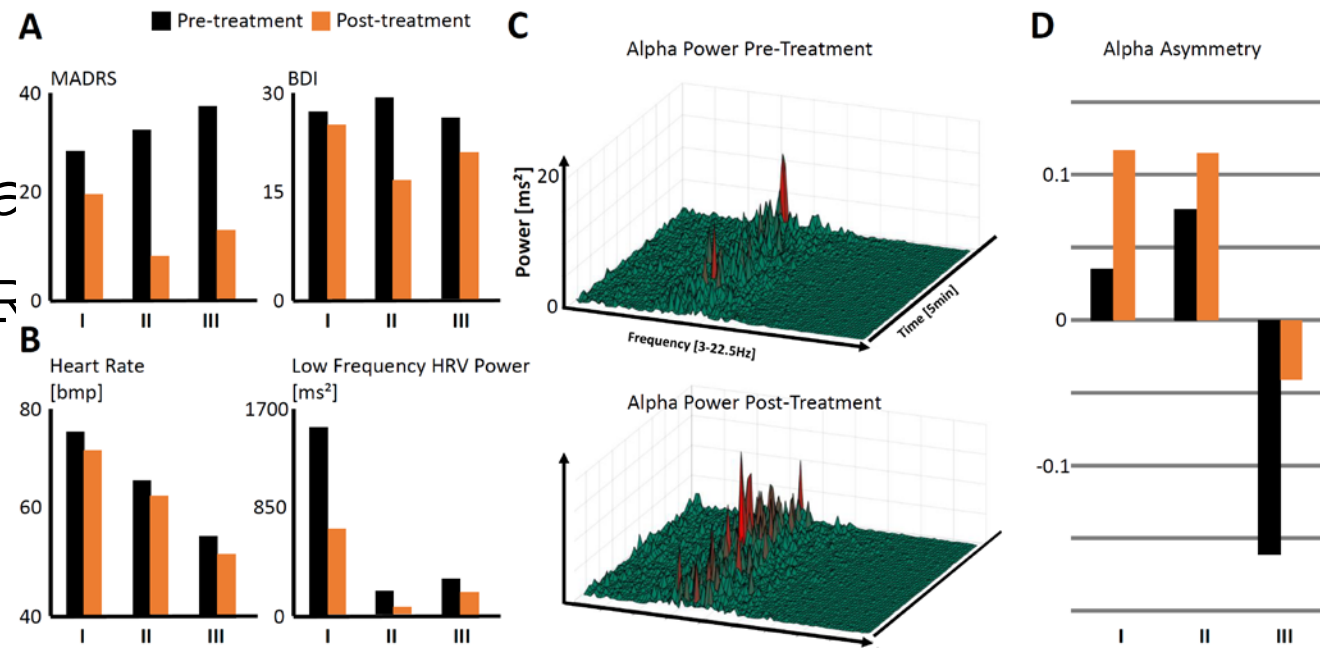 A
Pre-treatment
Post-treatment
MADRS
40
20
0
I
II
III
BDI
30
15
0
I
II
III
B
Heart Rate
[bmp]
80
60
40
I
II
III
Low Frequency HRV Power
[ms²]
1700
850
0
I
II
III
C
Alpha Power Pre-Treatment
Power [ms²]
20
0
Frequency [3-22.5Hz]
Time [5min]
Alpha Power Post-Treatment
D
Alpha Asymmetry
0.1
0
-0.1
I
II
III